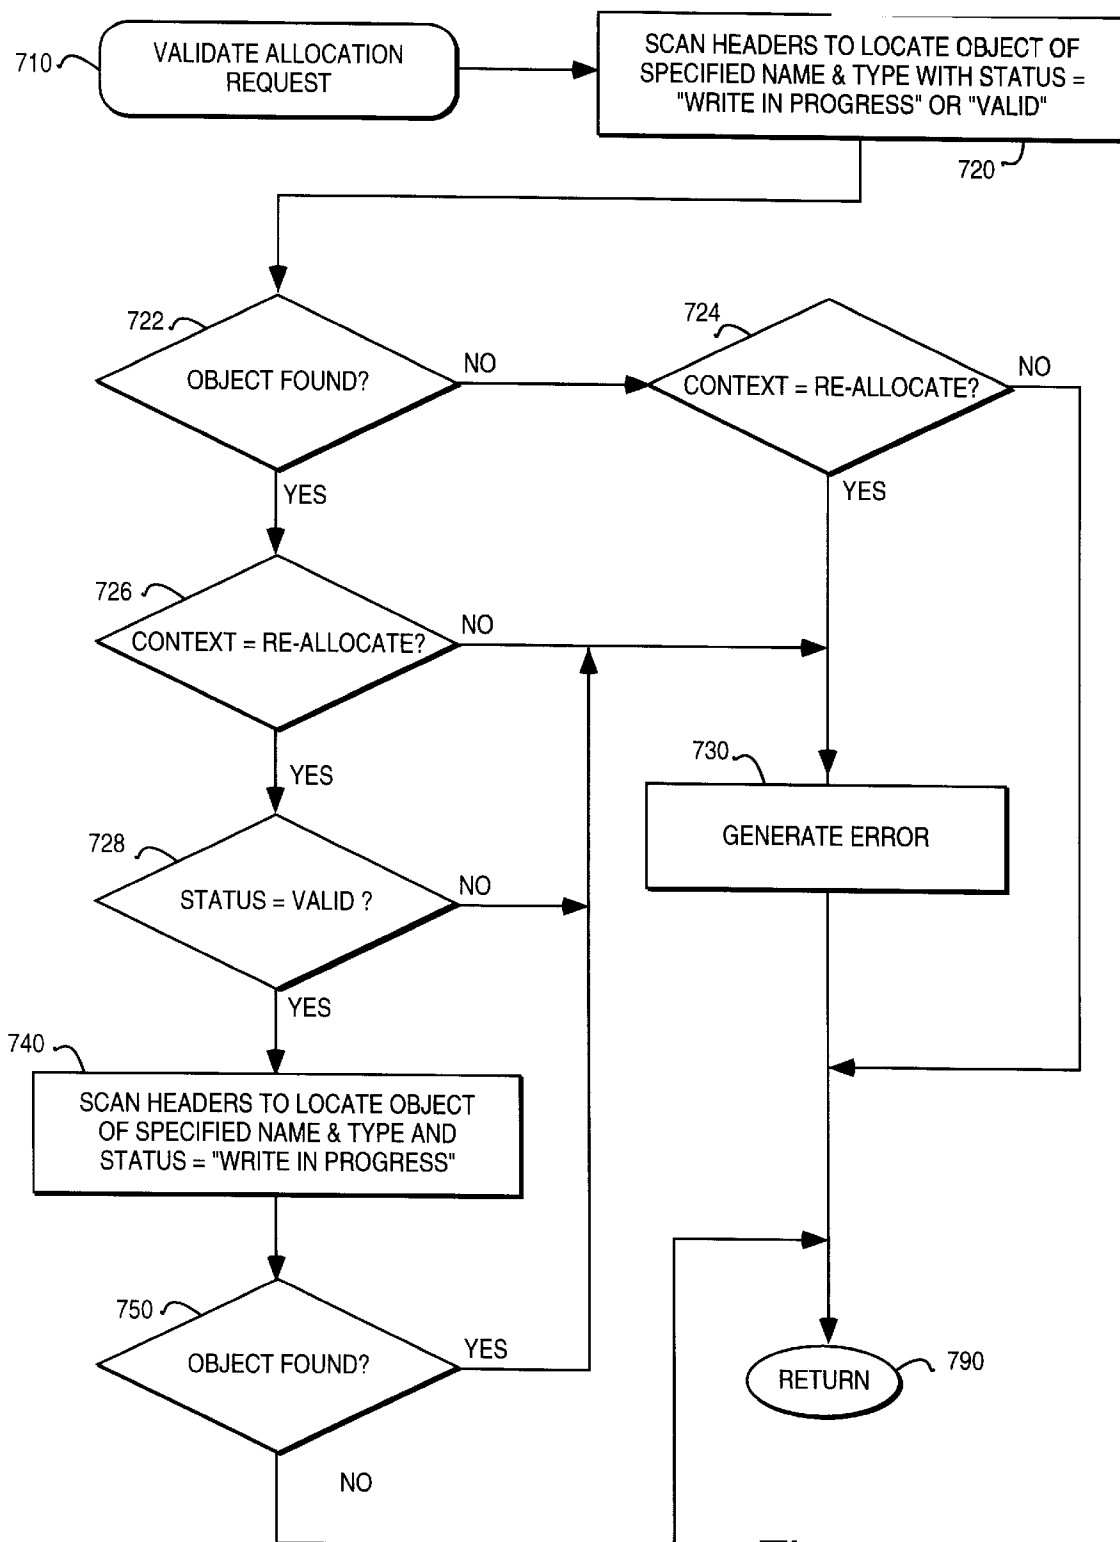 710
VALIDATE ALLOCATION
REQUEST
SCAN HEADERS TO LOCATE OBJECT OF
SPECIFIED NAME & TYPE WITH STATUS =
"WRITE IN PROGRESS" OR "VALID"
720
722
OBJECT FOUND?
NO
YES
724
CONTEXT = RE-ALLOCATE?
NO
YES
726
CONTEXT = RE-ALLOCATE?
NO
YES
730
GENERATE ERROR
728
STATUS = VALID ?
NO
YES
740
SCAN HEADERS TO LOCATE OBJECT
OF SPECIFIED NAME & TYPE AND
STATUS = "WRITE IN PROGRESS"
750
OBJECT FOUND?
YES
NO
RETURN
790